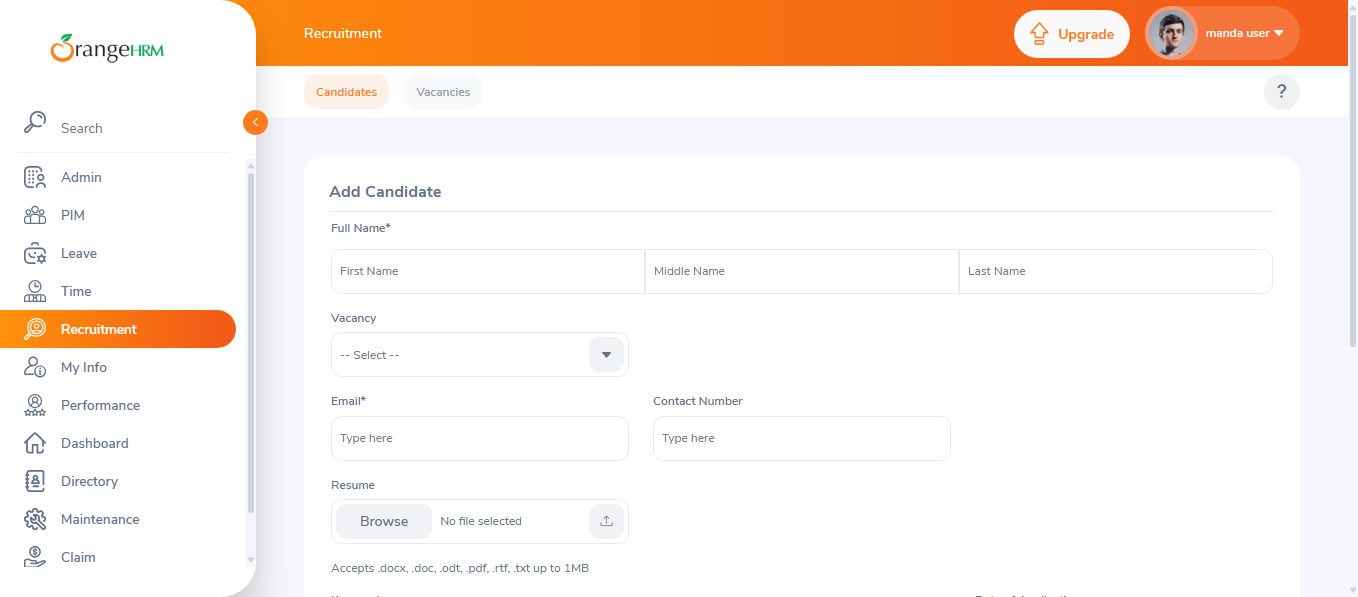 OrangeHRM
Search
Admin
PIM
Leave
Time
Recruitment
My Info
Performance
Dashboard
Directory
Maintenance
Claim
Recruitment
Upgrade
manda user
Candidates
Vacancies
?
Add Candidate
Full Name*
First Name Middle Name Last Name
Vacancy
-- Select --
Email* Contact Number
Type here Type here
Resume
Browse No file selected
Accepts .docx, .doc, .odt, .pdf, .rtf, .txt up to 1MB